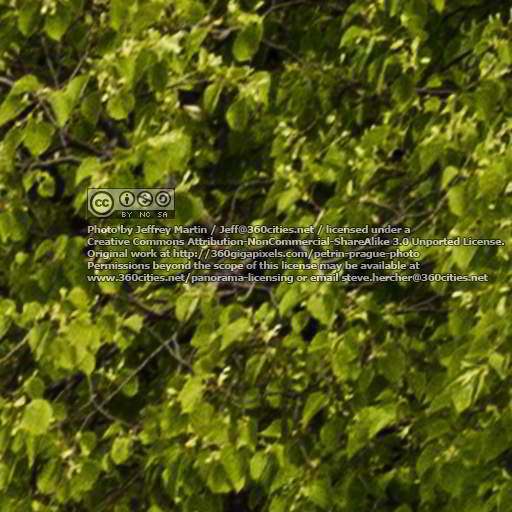 cc BY NC SA
Photo by Jeffrey Martin / Jeff@360cities.net / licensed under a
Creative Commons Attribution-NonCommercial-ShareAlike 3.0 Unported License.
Original work at http://360gigapixels.com/petrin-prague-photo
Permissions beyond the scope of this license may be available at
www.360cities.net/panorama-licensing or email steve.hercher@360cities.net